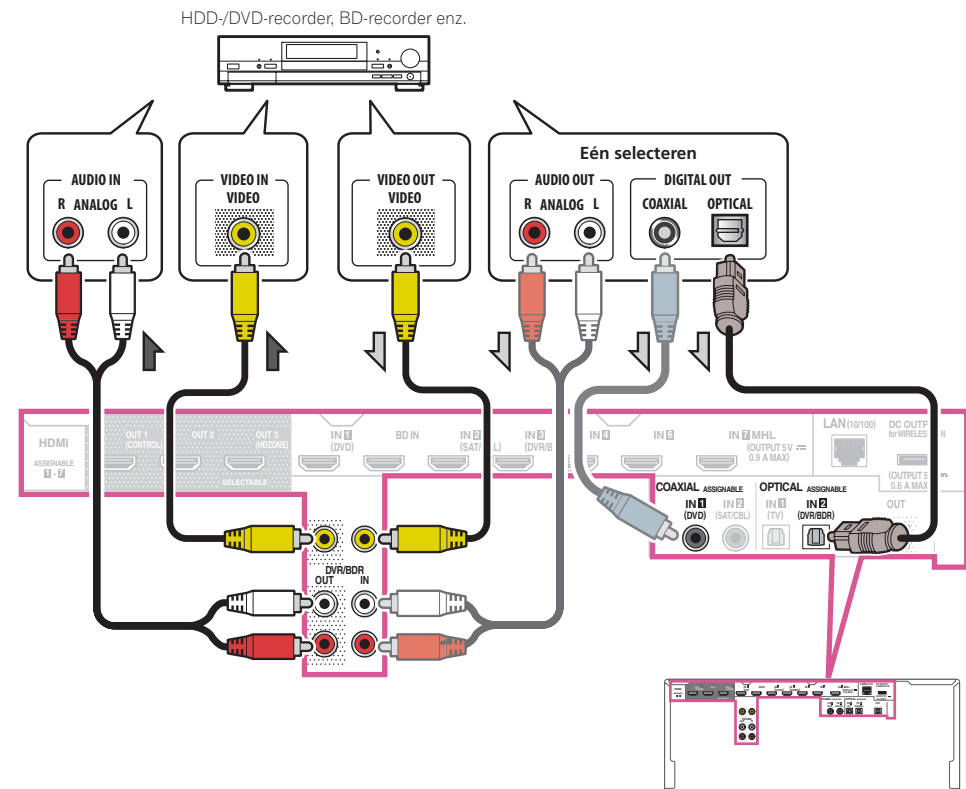 HDD-/DVD-recorder, BD-recorder enz.
Eén selecteren
AUDIO IN
R ANALOG L
VIDEO IN
VIDEO
VIDEO OUT
VIDEO
AUDIO OUT
R ANALOG L
DIGITAL OUT
COAXIAL OPTICAL
HDMI
ASSIGNABLE
1 - 7
OUT 1
(CONTROL)
OUT 2
OUT 3
(HDZONE)
SELECTABLE
IN 1
(DVD)
BD IN
IN 2
IN 3
IN 4
IN 6
IN 7 MHL
(OUTPUT 5 V
0.9 A MAX)
LAN (10/100)
DC OUTP
for WIRELES
(OUTPUT 5
0.6 A MAX
COAXIAL ASSIGNABLE
IN 1
(DVD)
IN 2
(SAT/CBL)
OPTICAL ASSIGNABLE
IN 1
(TV)
IN 2
(DVR/BDR)
OUT
DVR/BDR
OUT IN